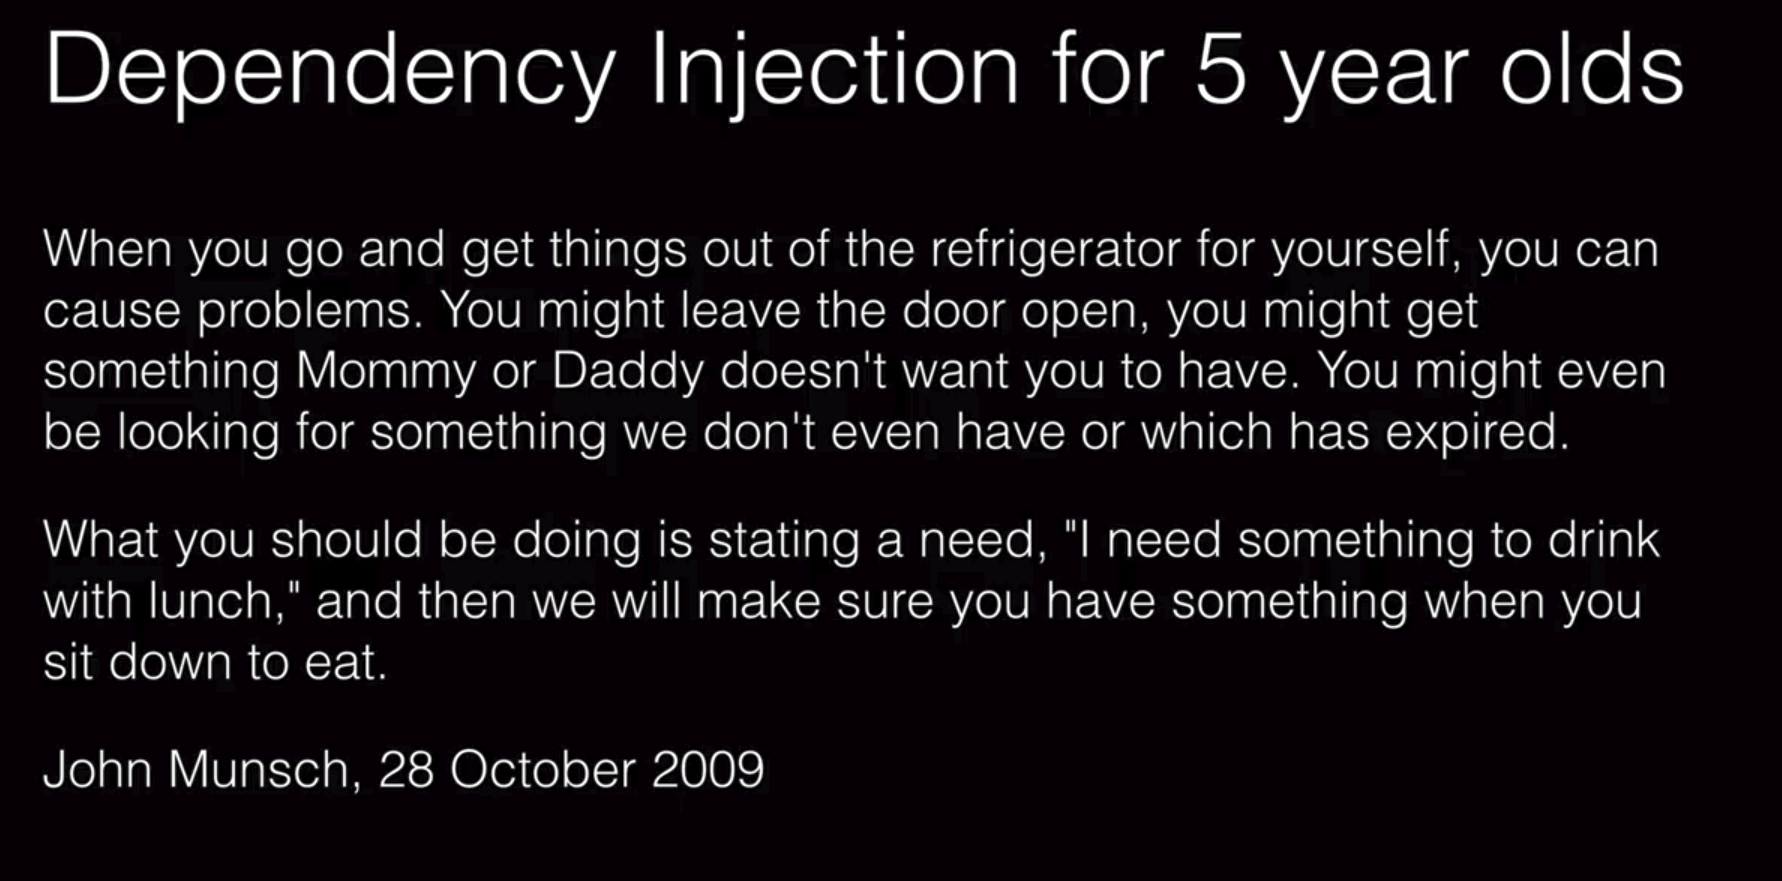 Dependency Injection for 5 year olds
When you go and get things out of the refrigerator for yourself, you can
cause problems. You might leave the door open, you might get
something Mommy or Daddy doesn't want you to have. You might even
be looking for something we don't even have or which has expired.
What you should be doing is stating a need, "I need something to drink
with lunch," and then we will make sure you have something when you
sit down to eat.
John Munsch, 28 October 2009